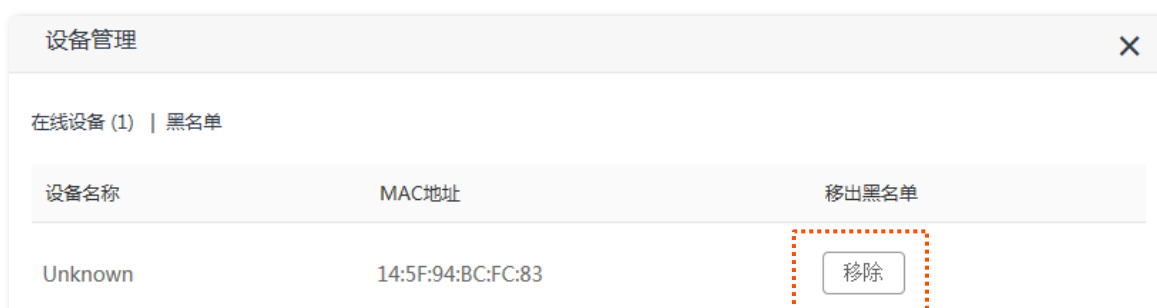 设备管理
在线设备 (1) | 黑名单
设备名称 MAC地址 移出黑名单
Unknown 14:5F:94:BC:FC:83 移除